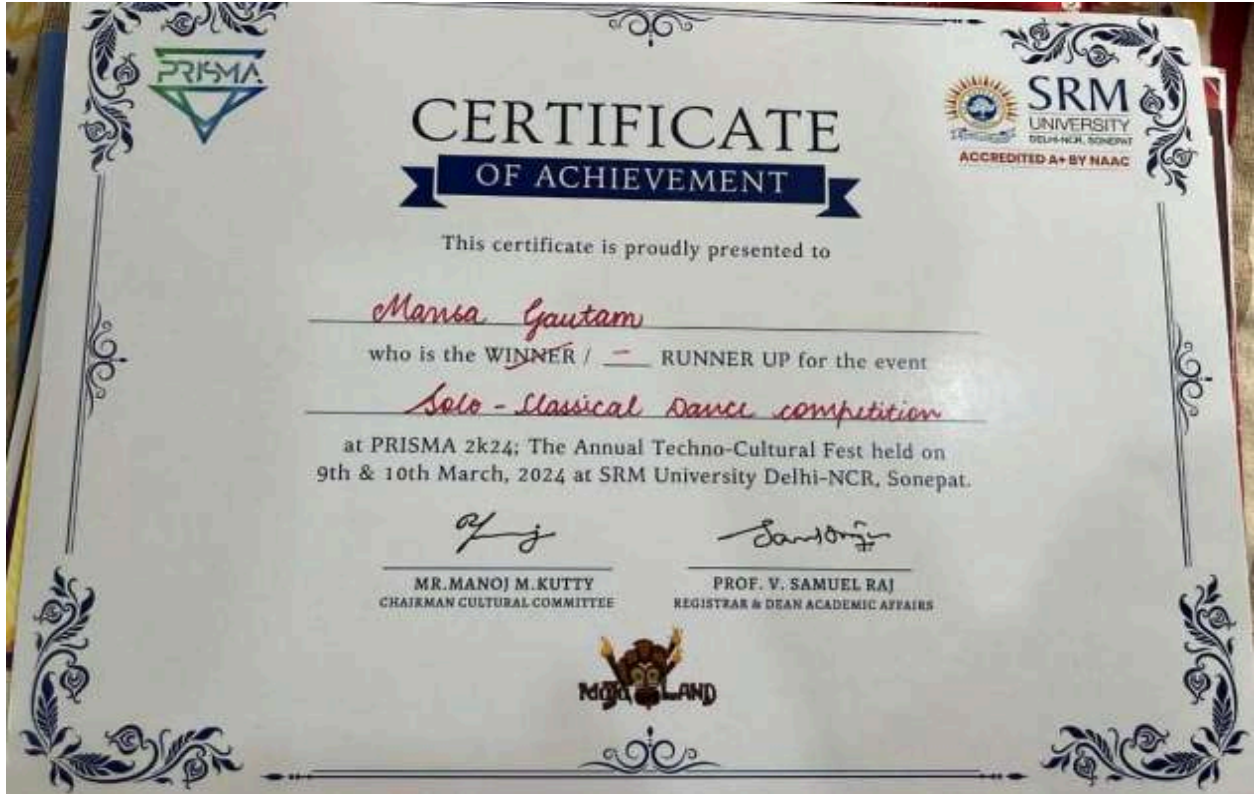 PRISMA
SRM
UNIVERSITY
DELHI-NCR, SONEPAT
ACCREDITED A+ BY NAAC
CERTIFICATE
OF ACHIEVEMENT
This certificate is proudly presented to
Mansa Gautam
who is the WINNER / — RUNNER UP for the event
Solo - Classical Dance competition
at PRISMA 2k24; The Annual Techno-Cultural Fest held on
9th & 10th March, 2024 at SRM University Delhi-NCR, Sonepat.
MR.MANOJ M.KUTTY
CHAIRMAN CULTURAL COMMITTEE
PROF. V. SAMUEL RAJ
REGISTRAR & DEAN ACADEMIC AFFAIRS
LAND